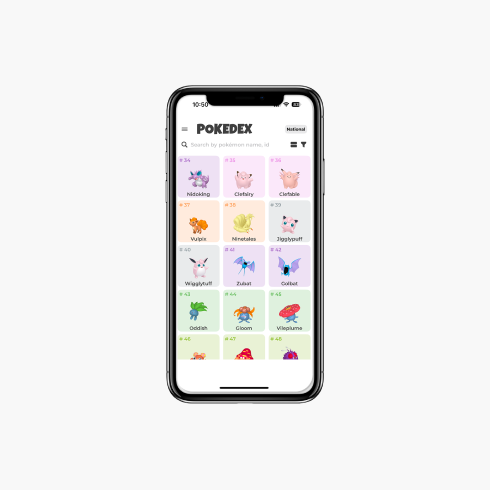 10:50
POKEDEX
National
Search by pokémon name, id
# 34
# 35
# 36
Nidoking
Clefairy
Clefable
# 37
# 38
# 39
Vulpix
Ninetales
Jigglypuff
# 40
# 41
# 42
Wigglytuff
Zubat
Golbat
# 43
# 44
# 45
Oddish
Gloom
Vileplume
# 46
# 47
# 48